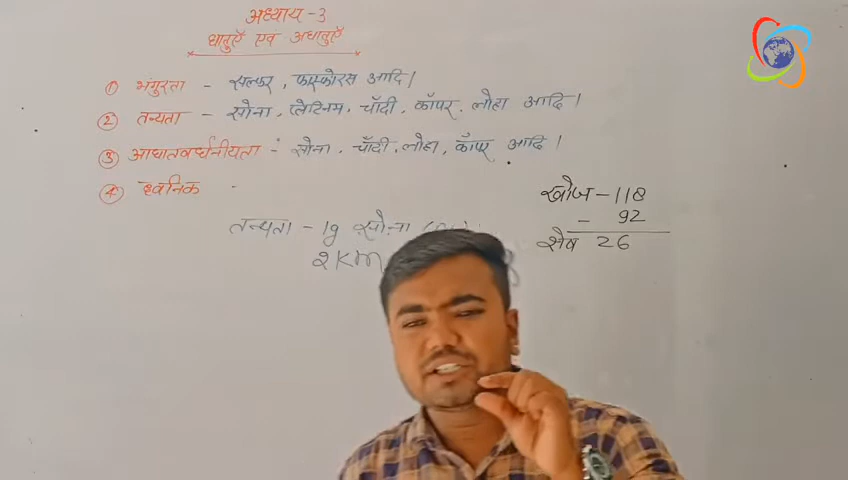 अध्याय - 3
धातुएँ एवं अधातुएँ
① भंगुरता - सल्फर, फास्फोरस आदि।
② तन्यता - सोना, प्लेटिनम, चाँदी, कॉपर, लोहा आदि।
③ आघातवर्धनीयता - सोना, चाँदी, लोहा, कॉपर आदि।
④ ध्वनिक -
खोज - 118
- 92
शेष 26
तन्यता - 1g सोना
2KM